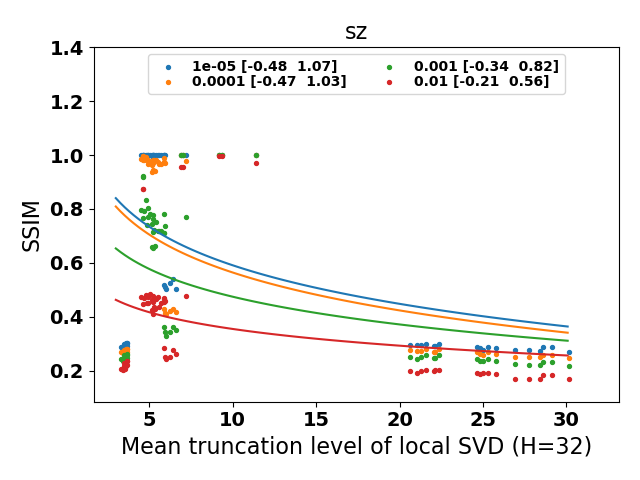 sz
1.4
1.2
1.0
0.8
0.6
0.4
0.2
SSIM
1e-05 [-0.48 1.07]
0.0001 [-0.47 1.03]
0.001 [-0.34 0.82]
0.01 [-0.21 0.56]
5 10 15 20 25 30
Mean truncation level of local SVD (H=32)